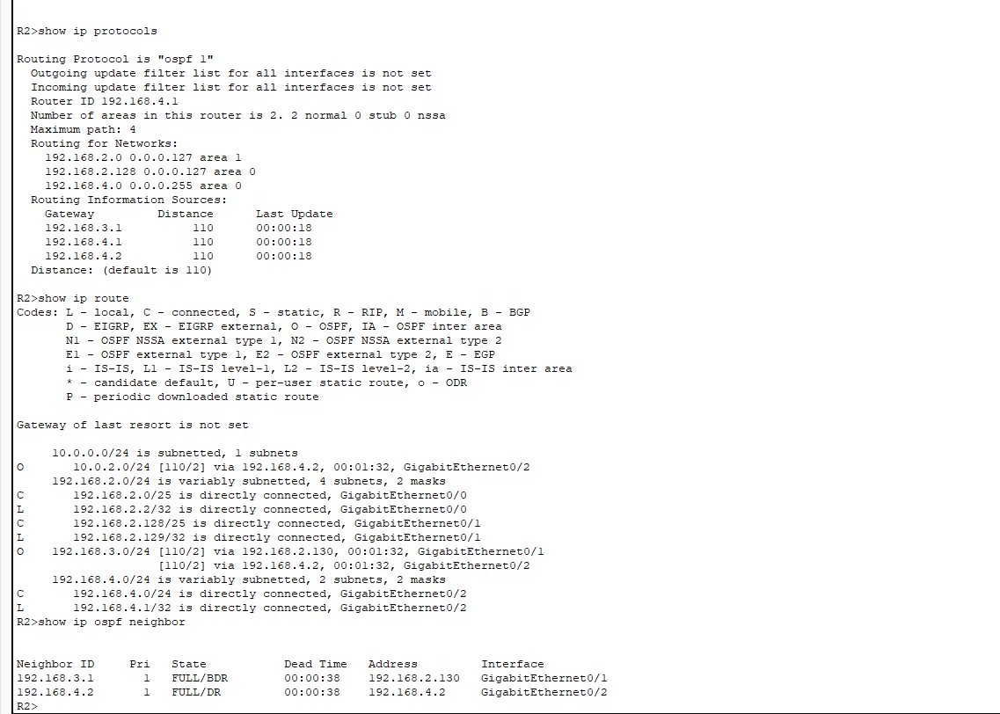 R2>show ip protocols
Routing Protocol is "ospf 1"
Outgoing update filter list for all interfaces is not set
Incoming update filter list for all interfaces is not set
Router ID 192.168.4.1
Number of areas in this router is 2. 2 normal 0 stub 0 nssa
Maximum path: 4
Routing for Networks:
192.168.2.0 0.0.0.127 area 1
192.168.2.128 0.0.0.127 area 0
192.168.4.0 0.0.0.255 area 0
Routing Information Sources:
Gateway         Distance      Last Update
192.168.3.1          110      00:00:18
192.168.4.1          110      00:00:18
192.168.4.2          110      00:00:18
Distance: (default is 110)
R2>show ip route
Codes: L - local, C - connected, S - static, R - RIP, M - mobile, B - BGP
D - EIGRP, EX - EIGRP external, O - OSPF, IA - OSPF inter area
N1 - OSPF NSSA external type 1, N2 - OSPF NSSA external type 2
E1 - OSPF external type 1, E2 - OSPF external type 2, E - EGP
i - IS-IS, L1 - IS-IS level-1, L2 - IS-IS level-2, ia - IS-IS inter area
* - candidate default, U - per-user static route, o - ODR
P - periodic downloaded static route
Gateway of last resort is not set
10.0.0.0/24 is subnetted, 1 subnets
O       10.0.2.0/24 [110/2] via 192.168.4.2, 00:01:32, GigabitEthernet0/2
192.168.2.0/24 is variably subnetted, 4 subnets, 2 masks
C       192.168.2.0/25 is directly connected, GigabitEthernet0/0
L       192.168.2.2/32 is directly connected, GigabitEthernet0/0
C       192.168.2.128/25 is directly connected, GigabitEthernet0/1
L       192.168.2.129/32 is directly connected, GigabitEthernet0/1
O    192.168.3.0/24 [110/2] via 192.168.2.130, 00:01:32, GigabitEthernet0/1
[110/2] via 192.168.4.2, 00:01:32, GigabitEthernet0/2
192.168.4.0/24 is variably subnetted, 2 subnets, 2 masks
C       192.168.4.0/24 is directly connected, GigabitEthernet0/2
L       192.168.4.1/32 is directly connected, GigabitEthernet0/2
R2>show ip ospf neighbor
Neighbor ID     Pri   State           Dead Time   Address         Interface
192.168.3.1       1   FULL/BDR        00:00:38    192.168.2.130   GigabitEthernet0/1
192.168.4.2       1   FULL/DR         00:00:38    192.168.4.2     GigabitEthernet0/2
R2>